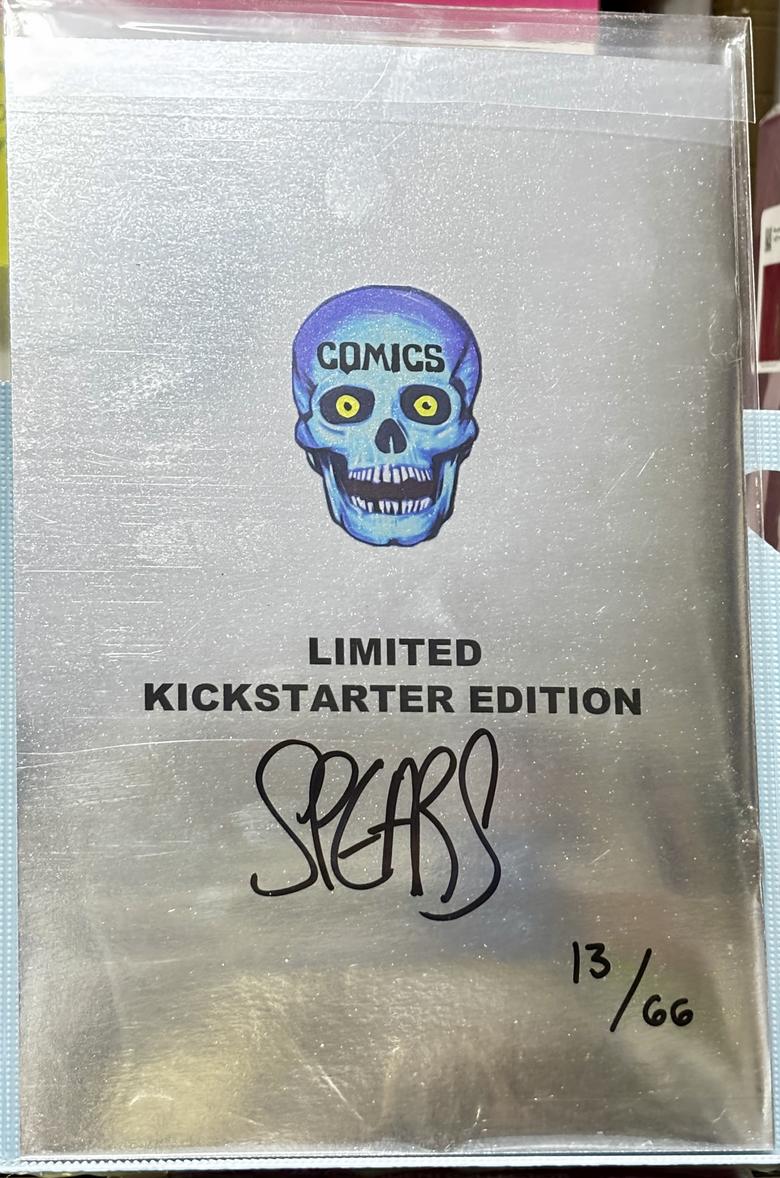 COMICS
LIMITED
KICKSTARTER EDITION
SPEARS
13/66